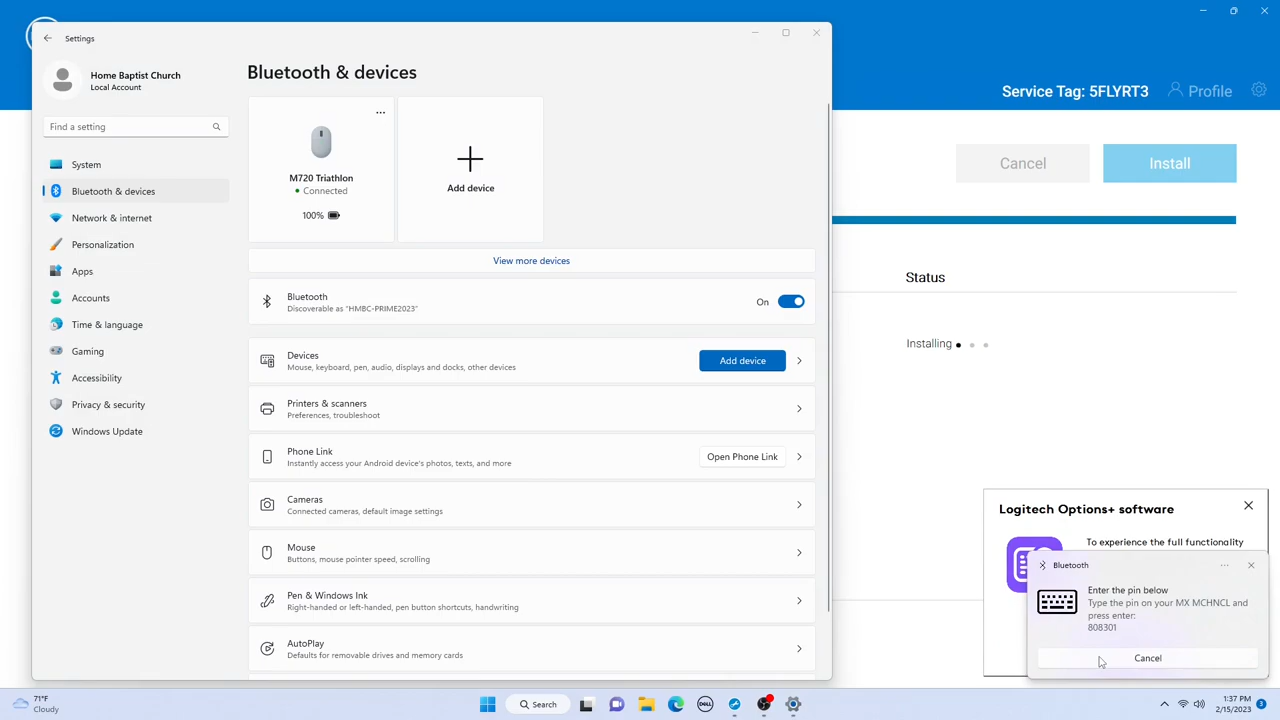 Settings
Home Baptist Church
Local Account
Find a setting
System
Bluetooth & devices
Network & internet
Personalization
Apps
Accounts
Time & language
Gaming
Accessibility
Privacy & security
Windows Update
Bluetooth & devices
M720 Triathlon
Connected
100%
Add device
View more devices
Bluetooth
Discoverable as "HMBC-PRIME2023"
On
Devices
Mouse, keyboard, pen, audio, displays and docks, other devices
Add device
Printers & scanners
Preferences, troubleshoot
Phone Link
Instantly access your Android device's photos, texts, and more
Open Phone Link
Cameras
Connected cameras, default image settings
Mouse
Buttons, mouse pointer speed, scrolling
Pen & Windows Ink
Right-handed or left-handed, pen button shortcuts, handwriting
AutoPlay
Defaults for removable drives and memory cards
Service Tag: 5FLYRT3
Profile
Cancel
Install
Status
Installing
Logitech Options+ software
To experience the full functionality
Bluetooth
Enter the pin below
Type the pin on your MX MCHNCL and
press enter:
808301
Cancel
71°F
Cloudy
Search
DELL
1:37 PM
2/15/2023
3